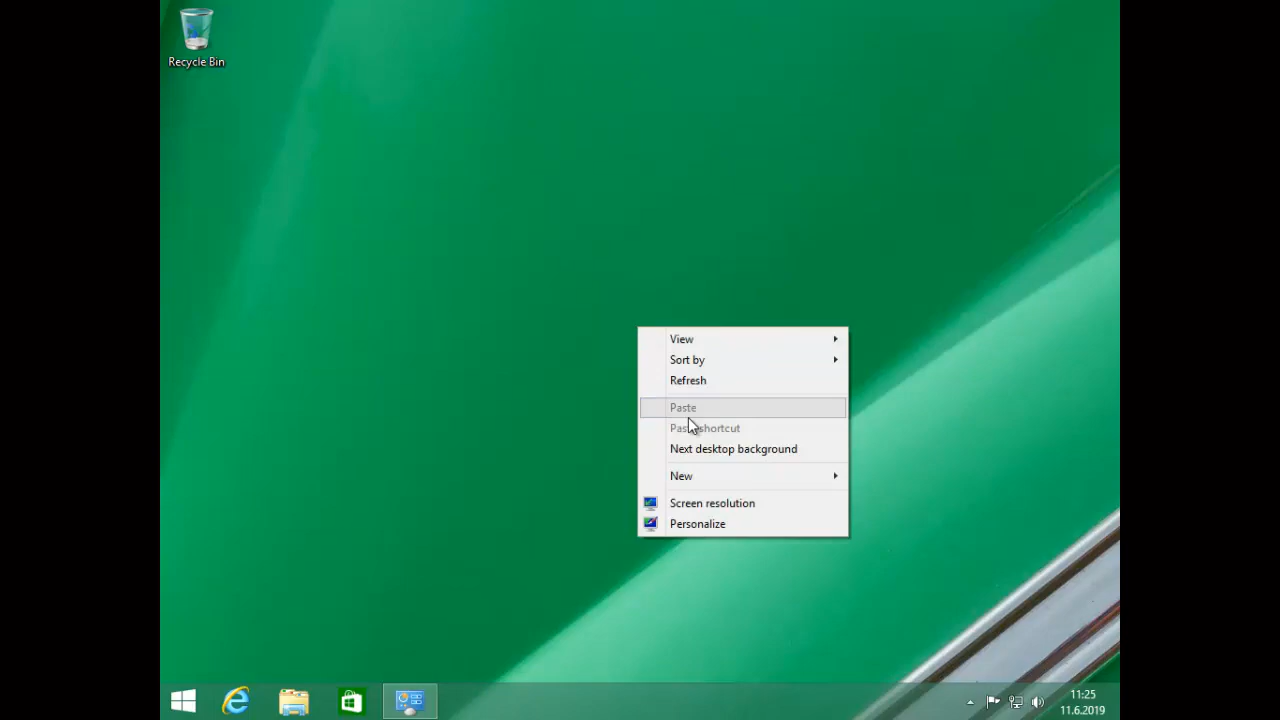 Recycle Bin
View
Sort by
Refresh
Paste
Paste shortcut
Next desktop background
New
Screen resolution
Personalize
11:25
11.6.2019